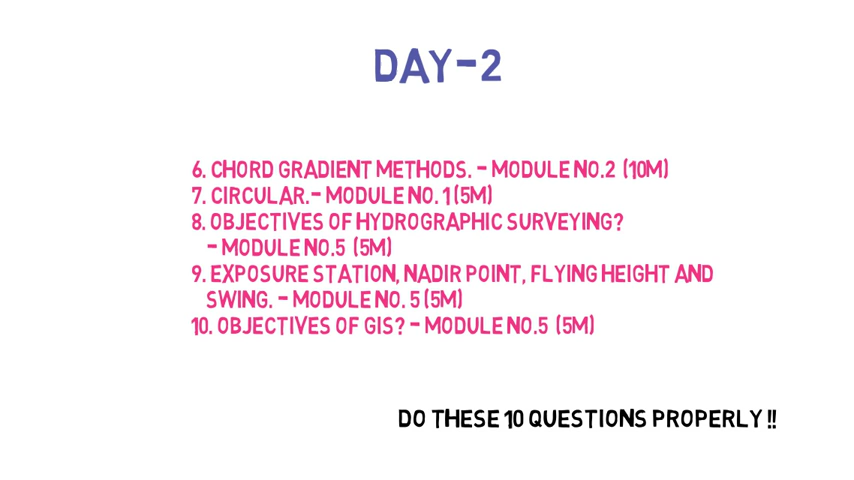 DAY-2
6. CHORD GRADIENT METHODS. - MODULE NO.2 (10M)
7. CIRCULAR.- MODULE NO. 1 (5M)
8. OBJECTIVES OF HYDROGRAPHIC SURVEYING?
- MODULE NO.5 (5M)
9. EXPOSURE STATION, NADIR POINT, FLYING HEIGHT AND
SWING. - MODULE NO. 5 (5M)
10. OBJECTIVES OF GIS? - MODULE NO.5 (5M)
DO THESE 10 QUESTIONS PROPERLY !!